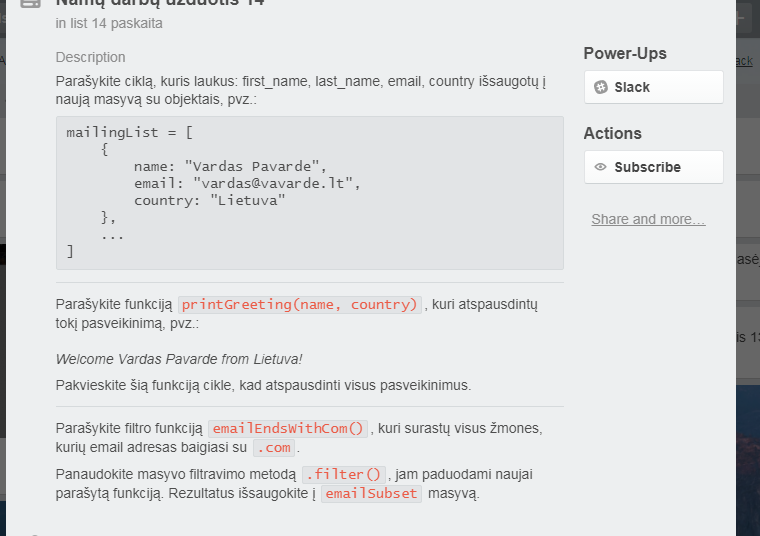 Namų darbų užduotis 14
in list 14 paskaita
Description
Parašykite ciklą, kuris laukus: first_name, last_name, email, country išsaugotų į
naują masyvą su objektais, pvz.:
mailingList = [
{
name: "Vardas Pavarde",
email: "vardas@vavarde.lt",
country: "Lietuva"
},
...
]
Parašykite funkciją printGreeting(name, country), kuri atspausdintų
tokį pasveikinimą, pvz.:
Welcome Vardas Pavarde from Lietuva!
Pakvieskite šią funkciją cikle, kad atspausdinti visus pasveikinimus.
Parašykite filtro funkciją emailEndsWithCom(), kuri surastų visus žmones,
kurių email adresas baigiasi su .com.
Panaudokite masyvo filtravimo metodą .filter(), jam paduodami naujai
parašytą funkciją. Rezultatus išsaugokite į emailSubset masyvą.
Power-Ups
Slack
Actions
Subscribe
Share and more…
ack
asė
is 1